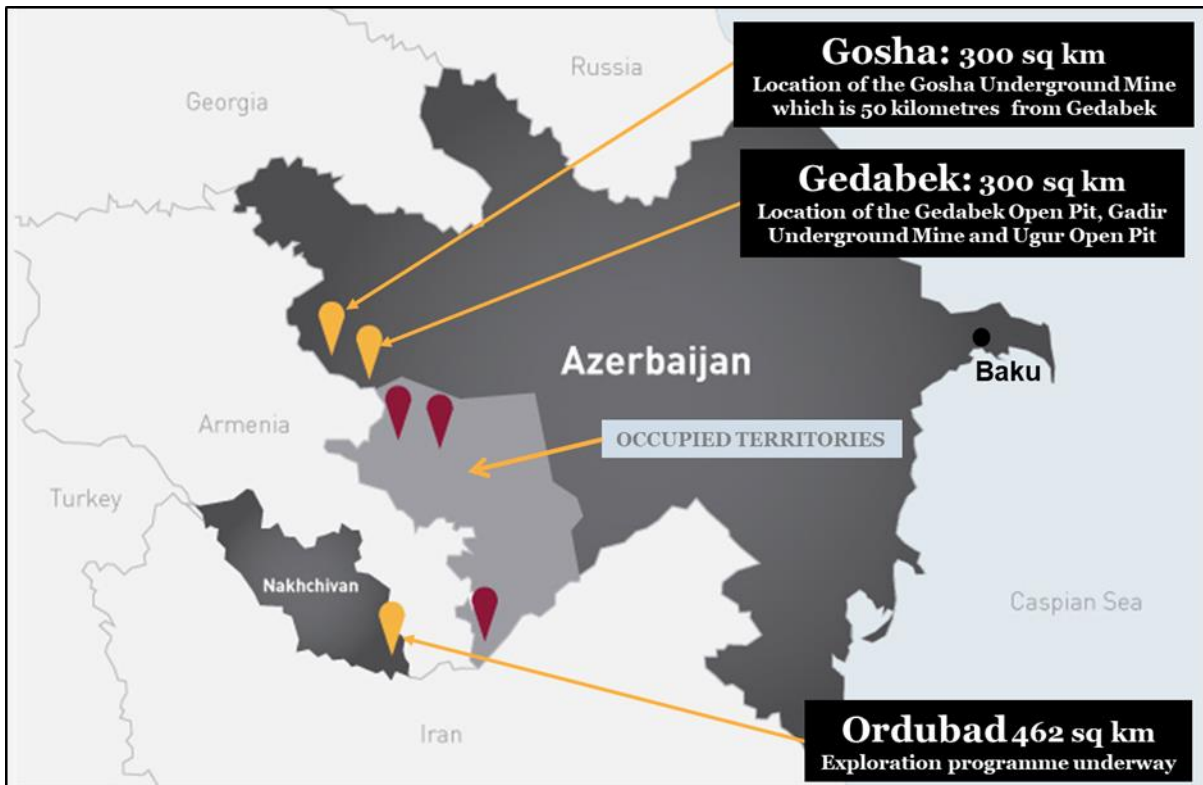 Gosha: 300 sq km
Location of the Gosha Underground Mine
which is 50 kilometres from Gedabek
Russia
Georgia
Gedabek: 300 sq km
Location of the Gedabek Open Pit, Gadir
Underground Mine and Ugur Open Pit
Azerbaijan
Baku
Armenia
OCCUPIED TERRITORIES
Turkey
Nakhchivan
Caspian Sea
Iran
Ordubad 462 sq km
Exploration programme underway